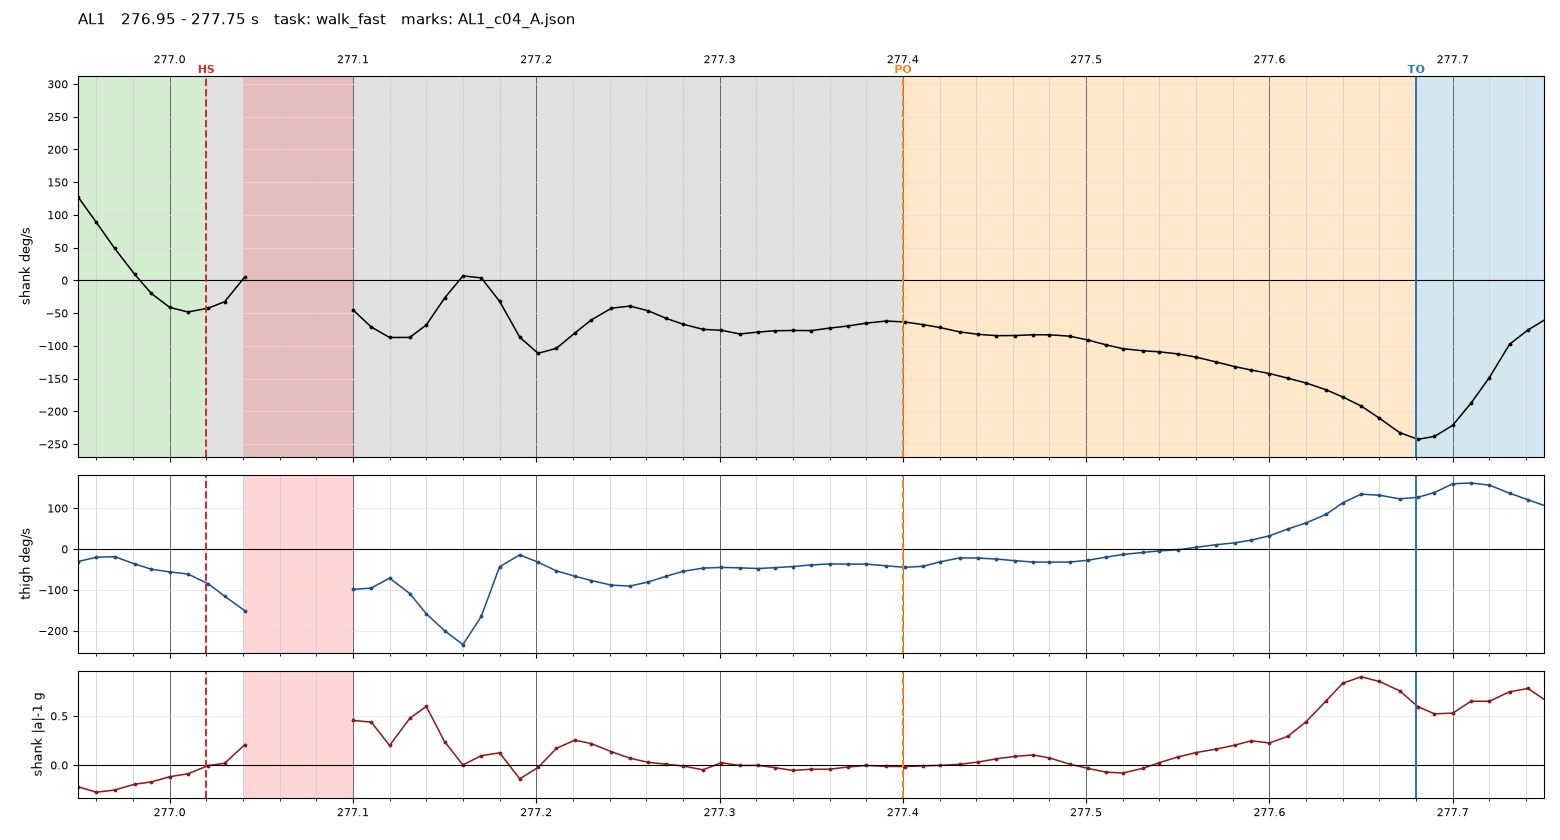 AL1   276.95 - 277.75 s   task: walk_fast   marks: AL1_c04_A.json
277.0 277.1 277.2 277.3 277.4 277.5 277.6 277.7
HS PO TO
300
250
200
150
100
50
0
−50
−100
−150
−200
−250
shank deg/s
100
0
−100
−200
thigh deg/s
0.5
0.0
shank |a|-1 g
277.0 277.1 277.2 277.3 277.4 277.5 277.6 277.7